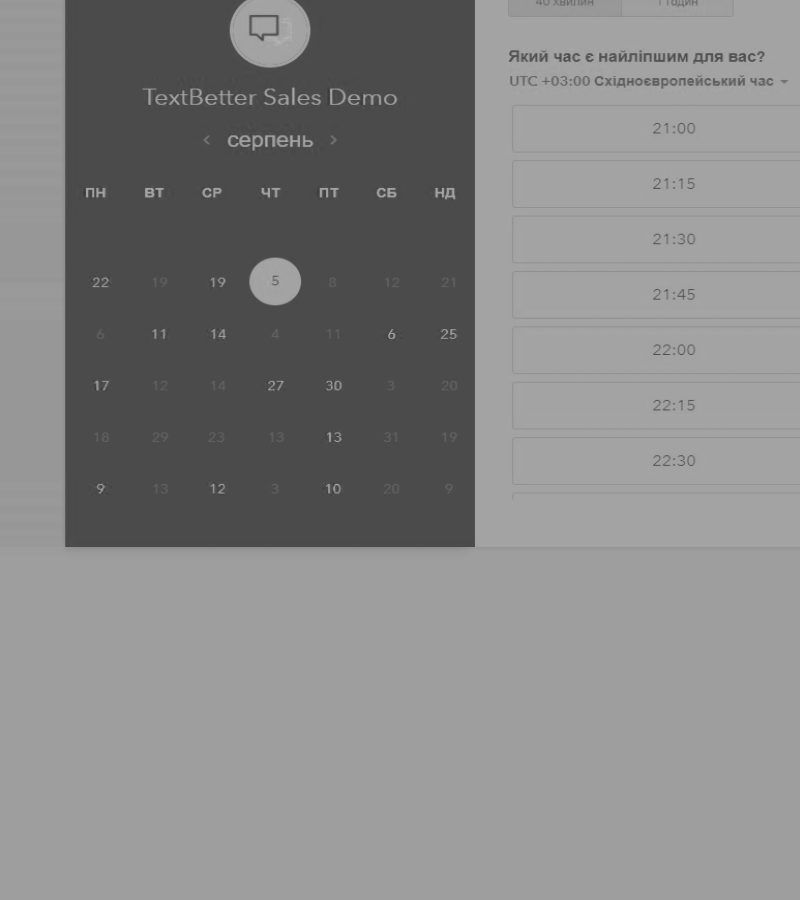 TextBetter Sales Demo
серпень
ПН ВТ СР ЧТ ПТ СБ НД
22 19 19 5 8 12 21
6 11 14 4 11 6 25
17 12 14 27 30 3 20
18 29 23 13 13 31 19
9 13 12 3 10 20 9
40 хвилин 1 годин
Який час є найліпшим для вас?
UTC +03:00 Східноєвропейський час
21:00
21:15
21:30
21:45
22:00
22:15
22:30